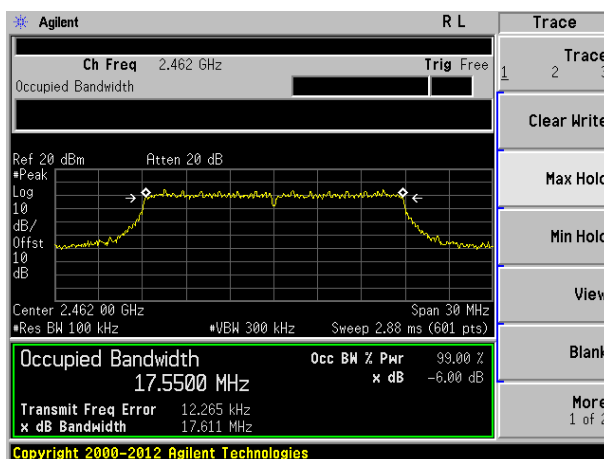 Agilent R L Trace
Ch Freq 2.462 GHz Trig Free
Occupied Bandwidth
Trace
1 2 3
Clear Write
Max Hold
Min Hold
View
Blank
More
1 of 2
Ref 20 dBm Atten 20 dB
#Peak
Log
10
dB/
Offst
10
dB
Center 2.462 00 GHz Span 30 MHz
#Res BW 100 kHz #VBW 300 kHz Sweep 2.88 ms (601 pts)
Occupied Bandwidth Occ BW % Pwr 99.00 %
17.5500 MHz x dB -6.00 dB
Transmit Freq Error 12.265 kHz
x dB Bandwidth 17.611 MHz
Copyright 2000-2012 Agilent Technologies